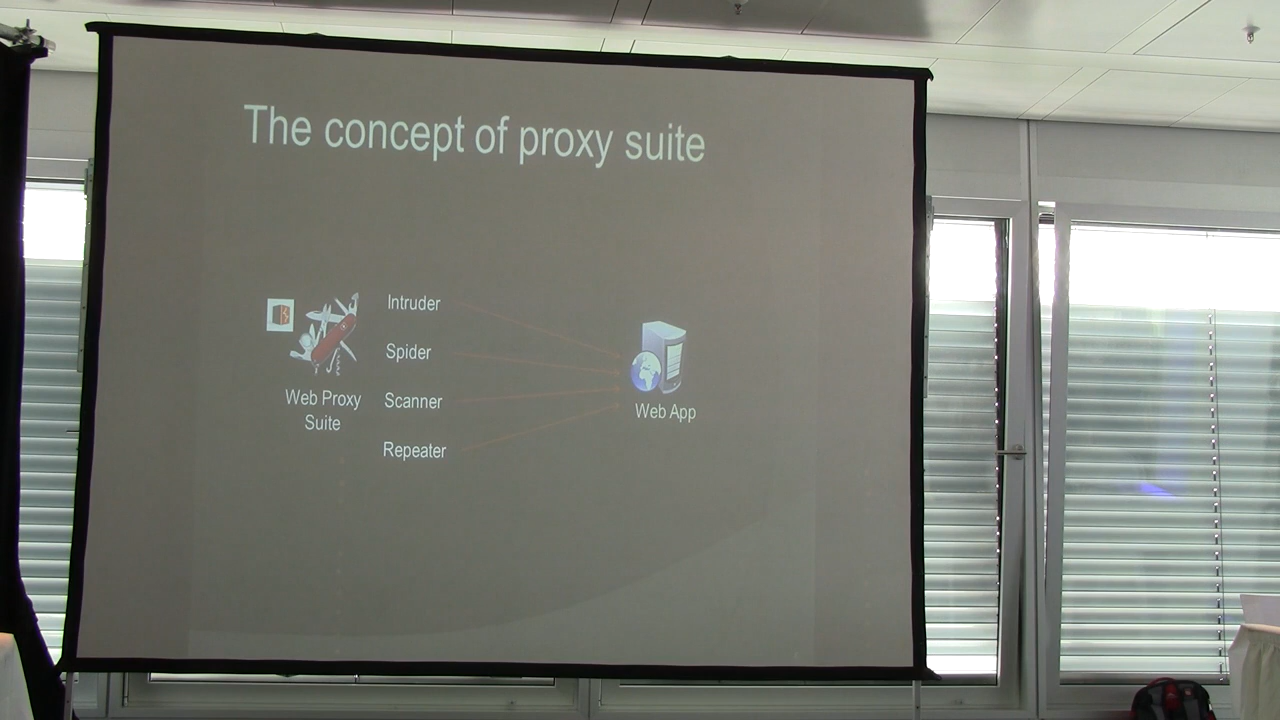 The concept of proxy suite
Intruder
Spider
Scanner
Repeater
Web Proxy
Suite
Web App